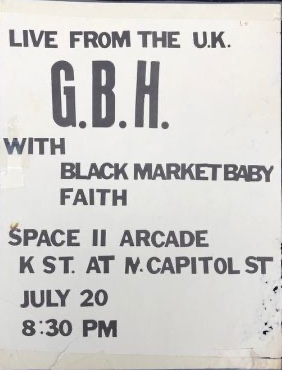 LIVE FROM THE U.K.
G.B.H.
WITH
BLACK MARKET BABY
FAITH
SPACE II ARCADE
K ST. AT N. CAPITOL ST
JULY 20
8:30 PM